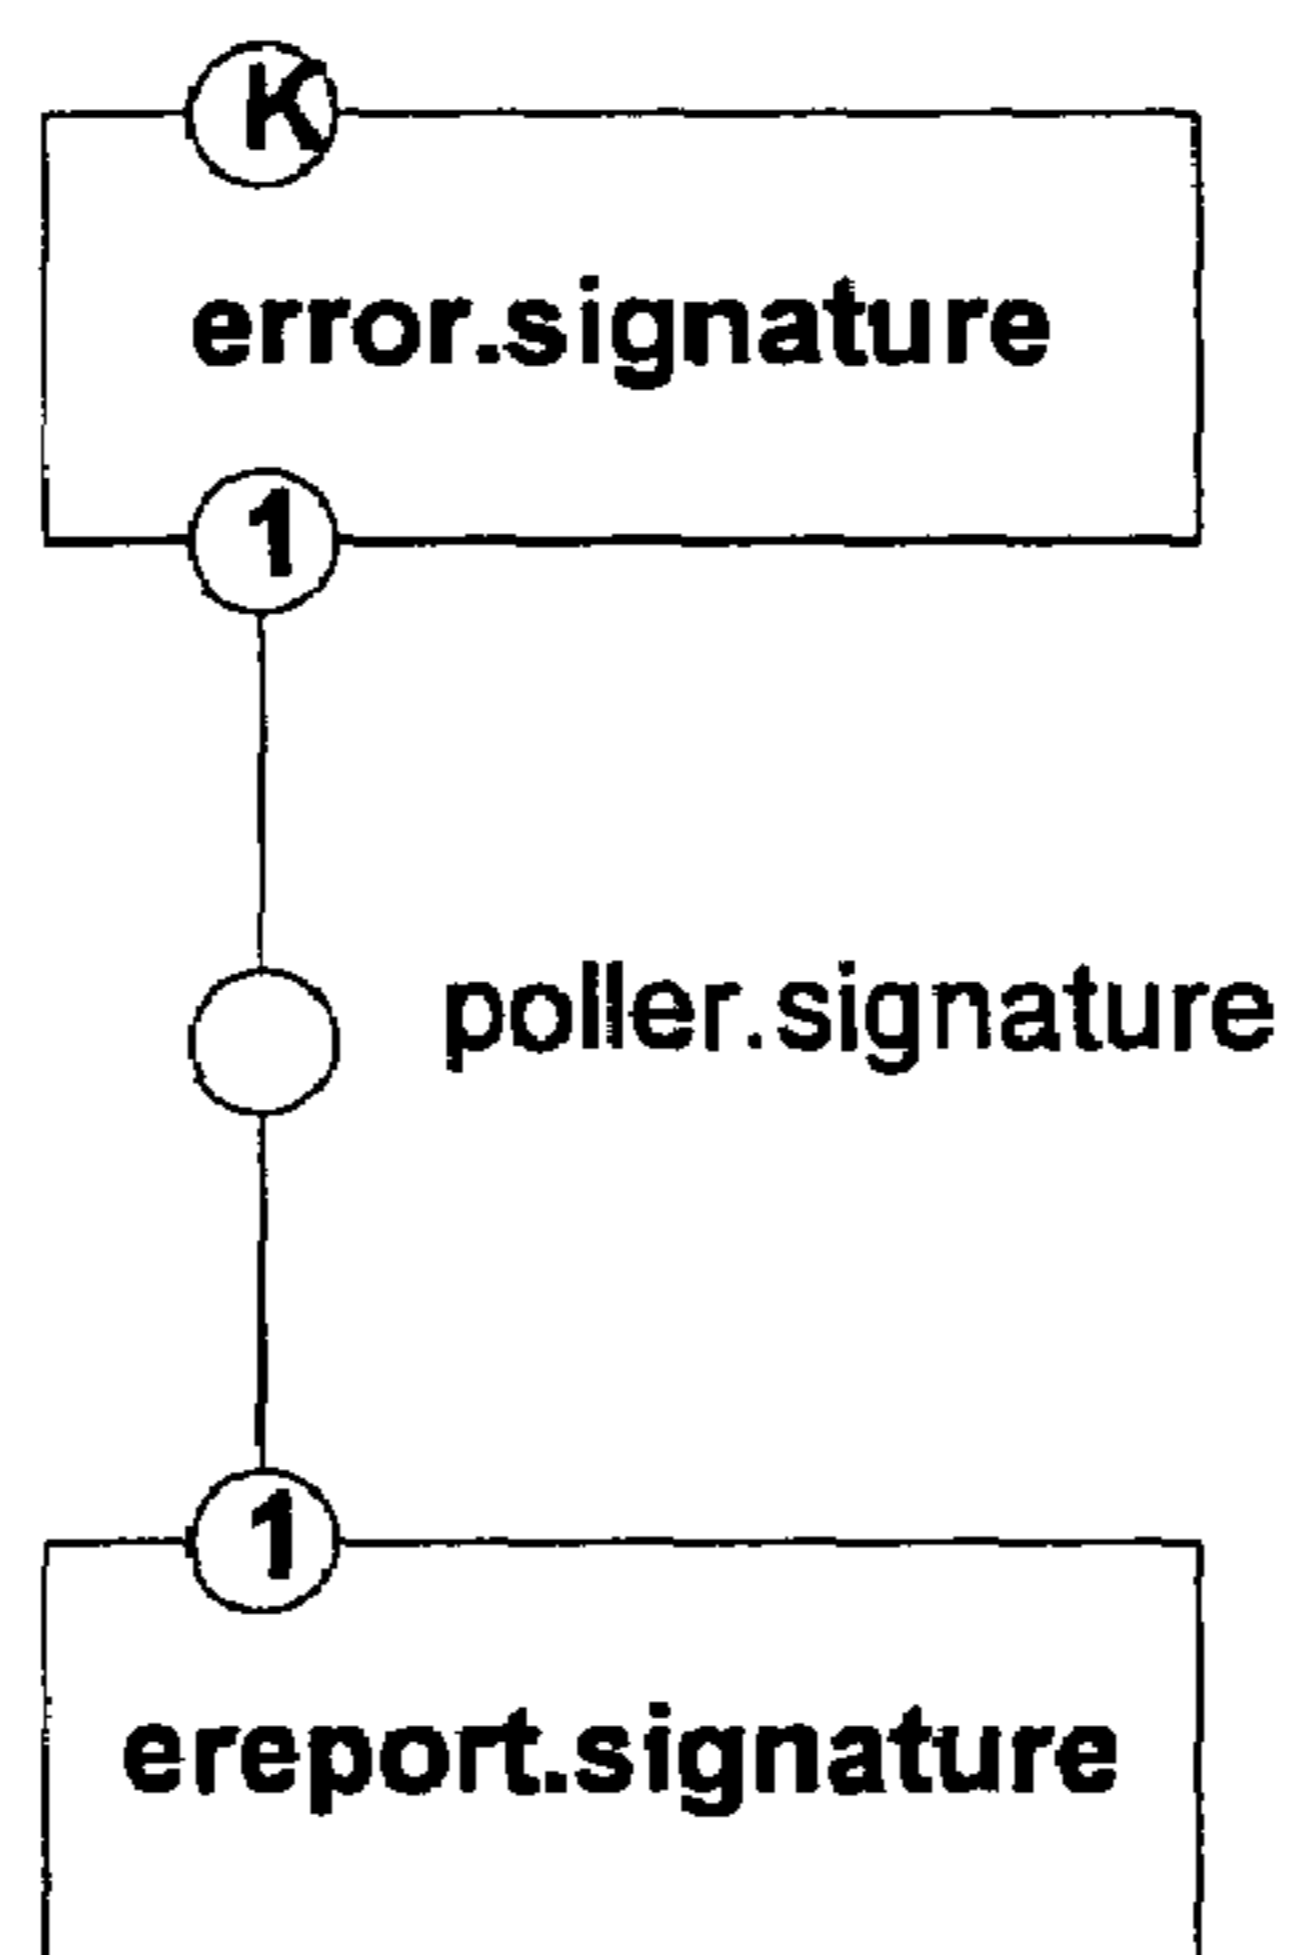 K
error.signature
1
poller.signature
1
ereport.signature